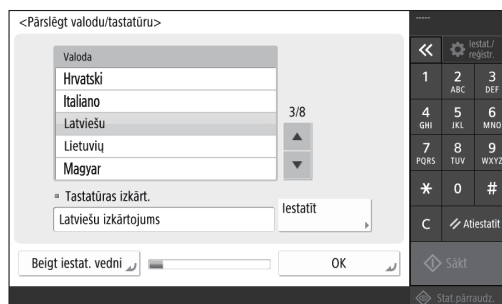 <Pārslēgt valodu/tastatūru>
Valoda
Hrvatski
Italiano
Latviešu
Lietuvių
Magyar
3/8
Tastatūras izkārt.
Latviešu izkārtojums
Iestatīt
Beigt iestat. vedni
OK
-----
Iestat./
reģistr.
1 2 3
ABC DEF
4 5 6
GHI JKL MNO
7 8 9
PQRS TUV WXYZ
* 0 #
C Atiestatīt
Sākt
Stat.pārraudz.